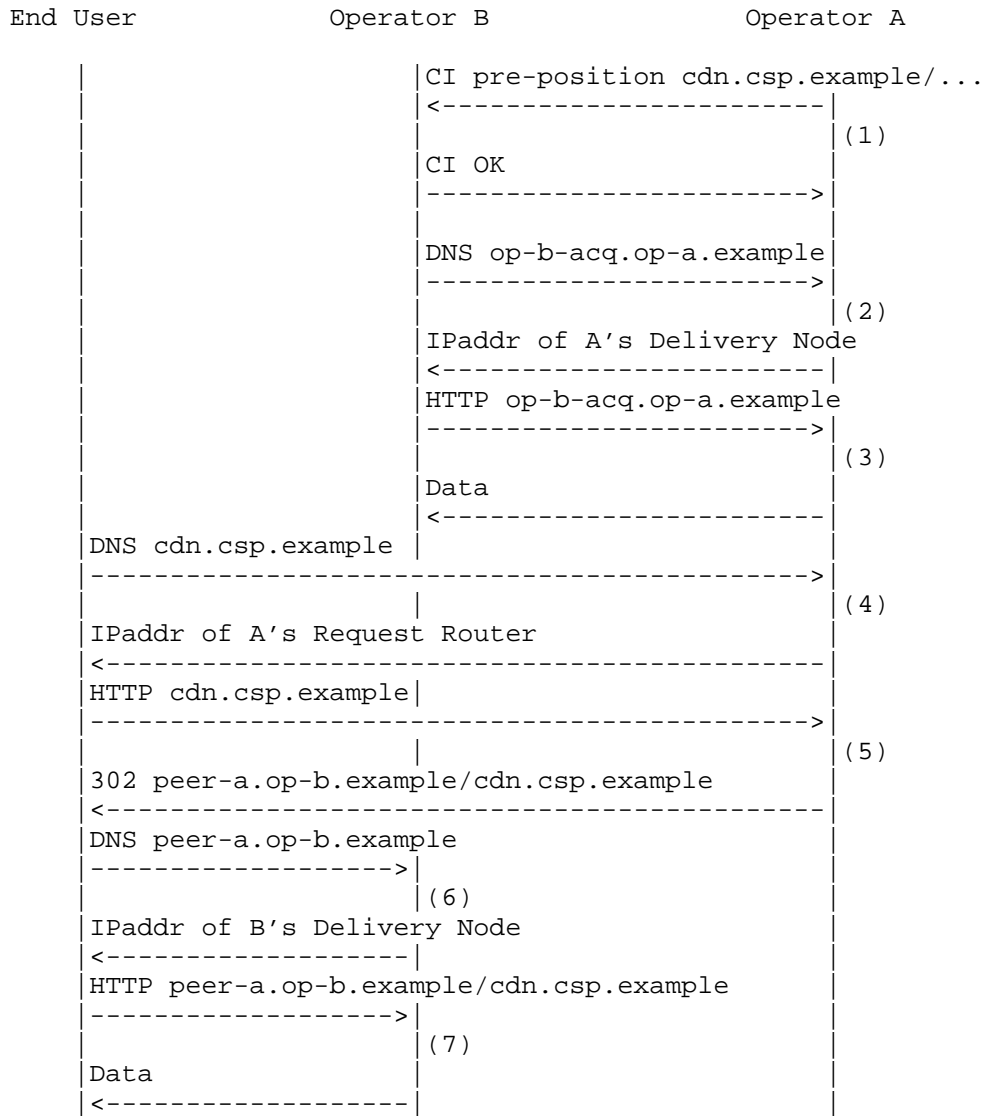 End User                 Operator B                Operator A

     |                     |CI pre-position cdn.csp.example/...
     |                     |<------------------------|
     |                     |                         |(1)
     |                     |CI OK                    |
     |                     |------------------------>|
     |                     |                         |
     |                     |DNS op-b-acq.op-a.example|
     |                     |------------------------>|
     |                     |                         |(2)
     |                     |IPaddr of A's Delivery Node
     |                     |<------------------------|
     |                     |HTTP op-b-acq.op-a.example
     |                     |------------------------>|
     |                     |                         |(3)
     |                     |Data                     |
     |                     |<------------------------|
     |DNS cdn.csp.example  |                         |
     |---------------------------------------------->|
     |                     |                         |(4)
     |IPaddr of A's Request Router                   |
     |<----------------------------------------------|
     |HTTP cdn.csp.example|                          |
     |---------------------------------------------->|
     |                     |                         |(5)
     |302 peer-a.op-b.example/cdn.csp.example        |
     |<----------------------------------------------|
     |DNS peer-a.op-b.example                        |
     |-------------------->|                         |
     |                     |(6)                      |
     |IPaddr of B's Delivery Node                    |
     |<--------------------|                         |
     |HTTP peer-a.op-b.example/cdn.csp.example       |
     |-------------------->|                         |
     |                     |(7)                      |
     |Data                 |                         |
     |<--------------------|                         |